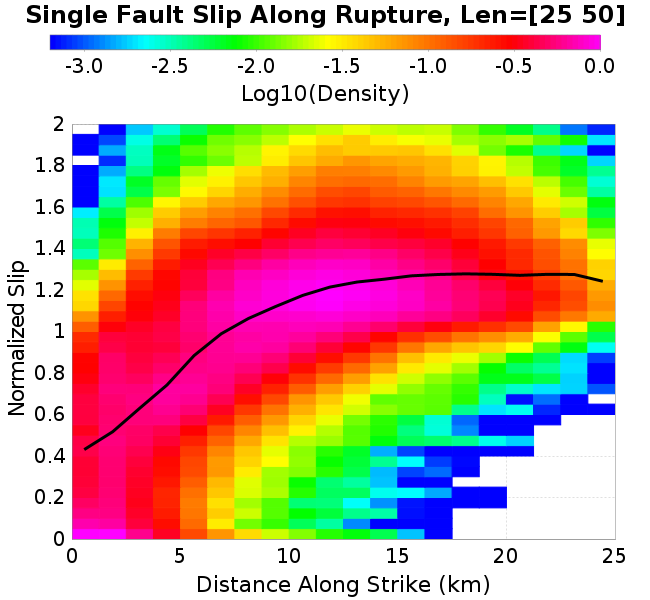 Single Fault Slip Along Rupture, Len=[25 50]
-3.0 -2.5 -2.0 -1.5 -1.0 -0.5 0.0
Log10(Density)
2
1.8
1.6
1.4
1.2
1
0.8
0.6
0.4
0.2
0
Normalized Slip
0 5 10 15 20 25
Distance Along Strike (km)